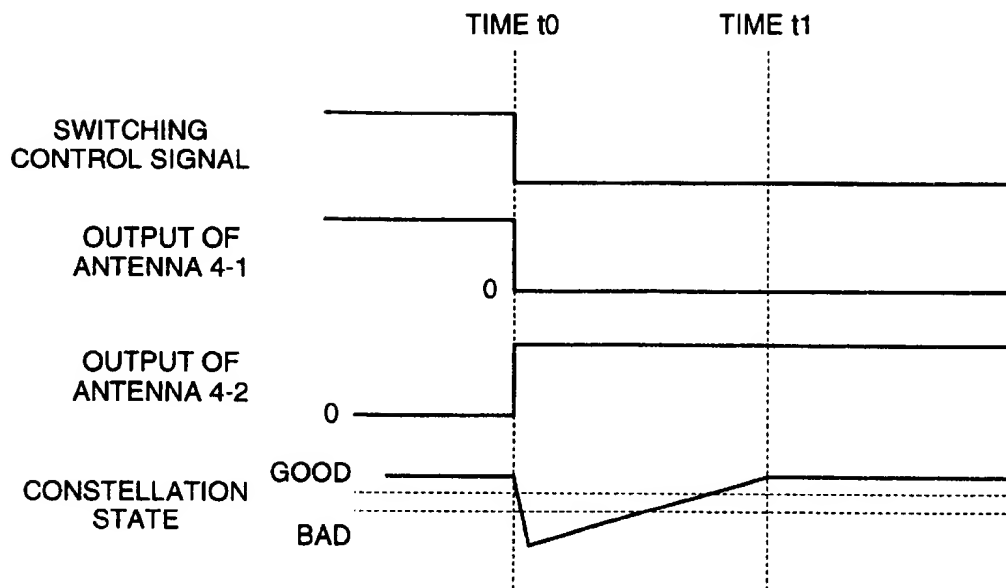 TIME t0
TIME t1
SWITCHING
CONTROL SIGNAL
OUTPUT OF
ANTENNA 4-1
0
OUTPUT OF
ANTENNA 4-2
0
CONSTELLATION
STATE
GOOD
BAD